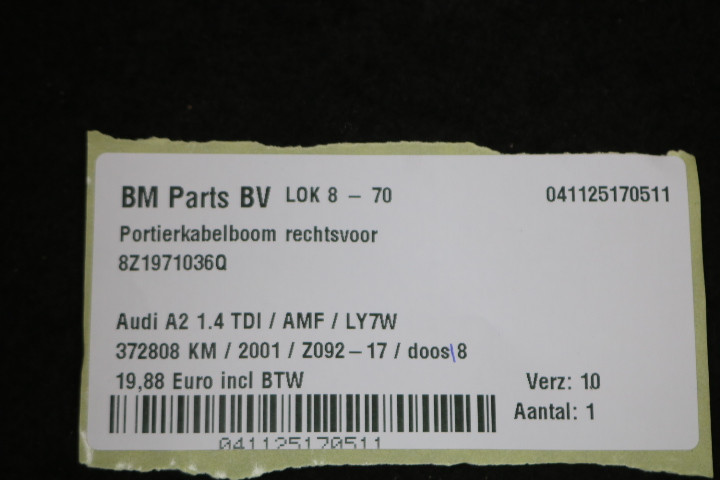 BM Parts BV LOK 8 - 70 041125170511
Portierkabelboom rechtsvoor
8Z1971036Q
Audi A2 1.4 TDI / AMF / LY7W
372808 KM / 2001 / Z092-17 / doos\8
19,88 Euro incl BTW Verz: 10
Aantal: 1
041125170511